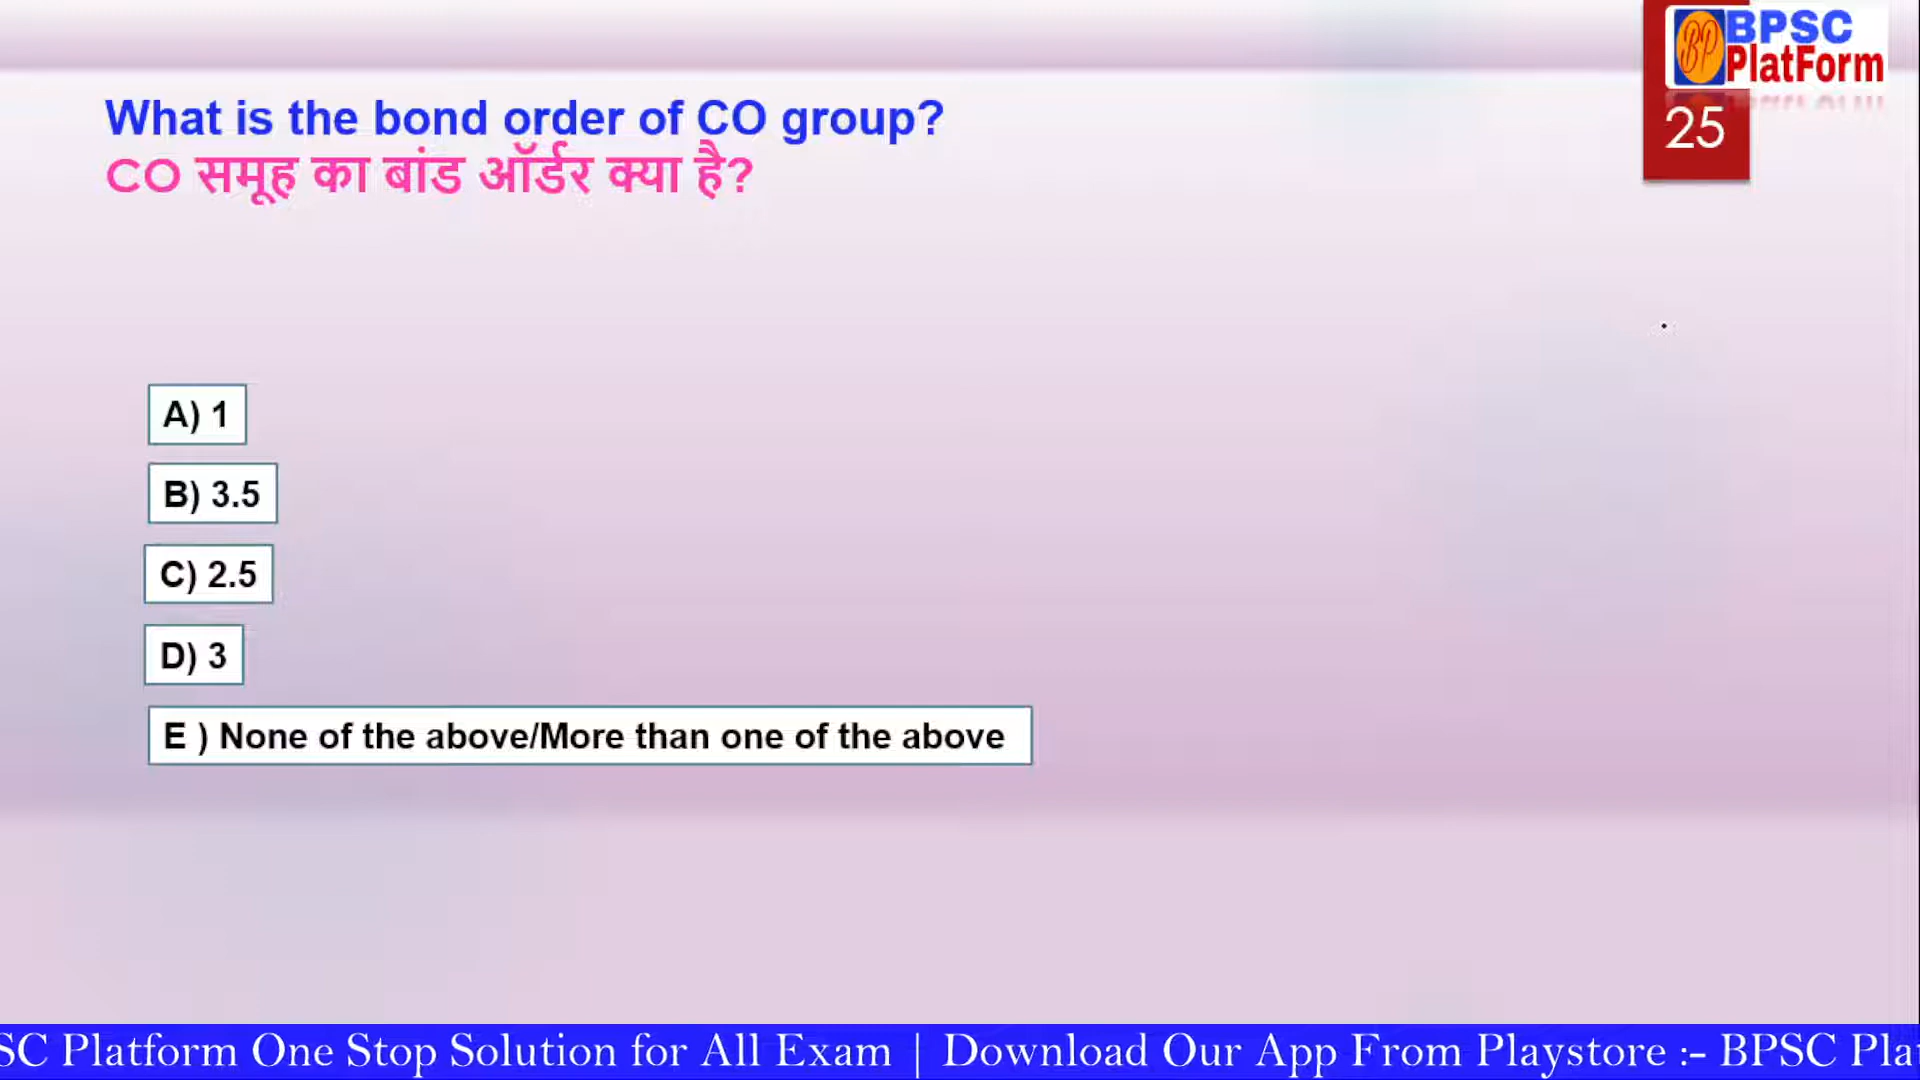 BPSC
PlatForm
25
What is the bond order of CO group?
CO समूह का बांड ऑर्डर क्या है?
A) 1
B) 3.5
C) 2.5
D) 3
E ) None of the above/More than one of the above
SC Platform One Stop Solution for All Exam | Download Our App From Playstore :- BPSC Pla